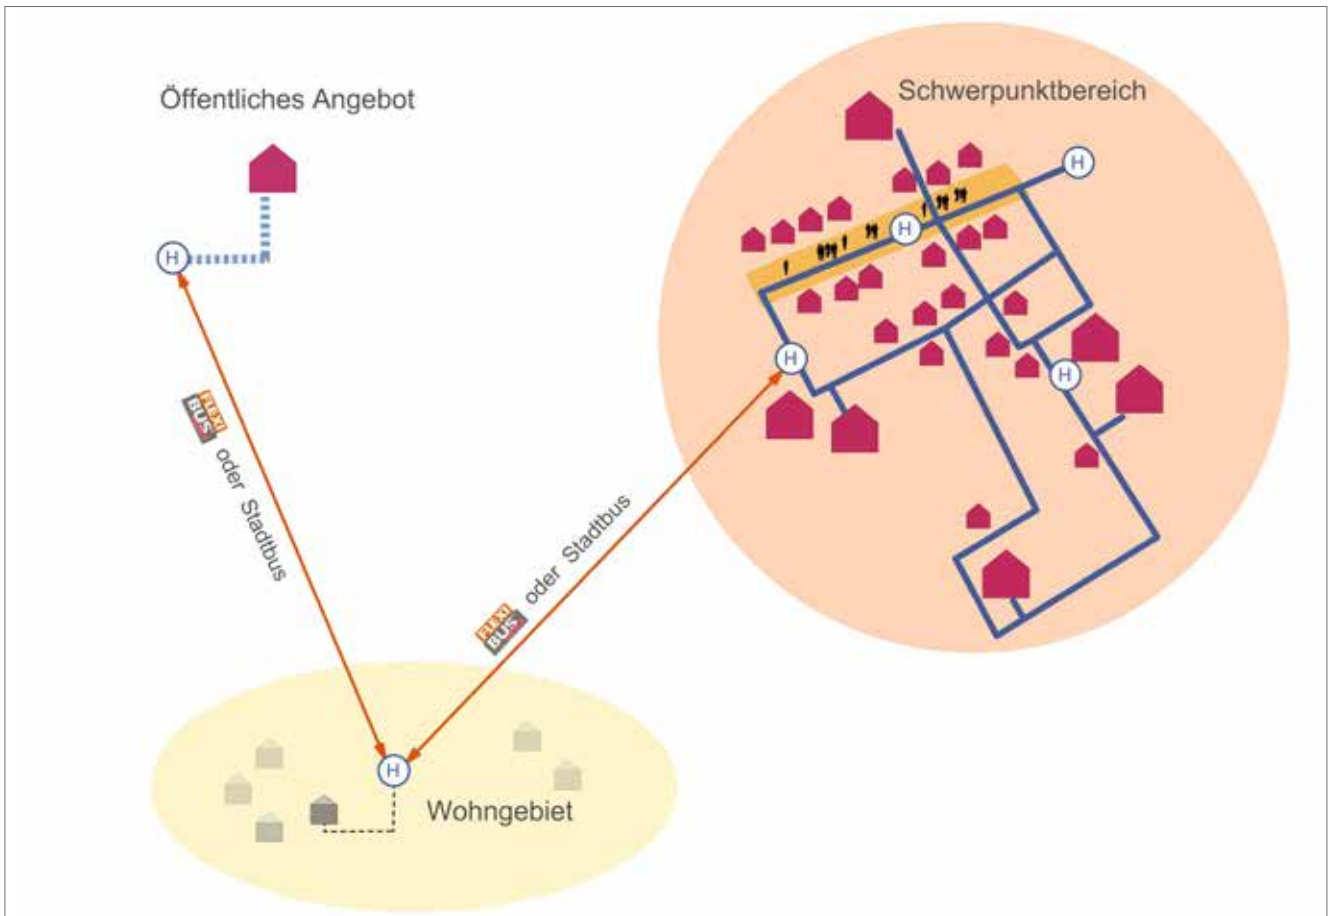 Öffentliches Angebot
Schwerpunktbereich
H
H
H
H
H
FLEXI
BUS oder Stadtbus
FLEXI
BUS oder Stadtbus
H
Wohngebiet